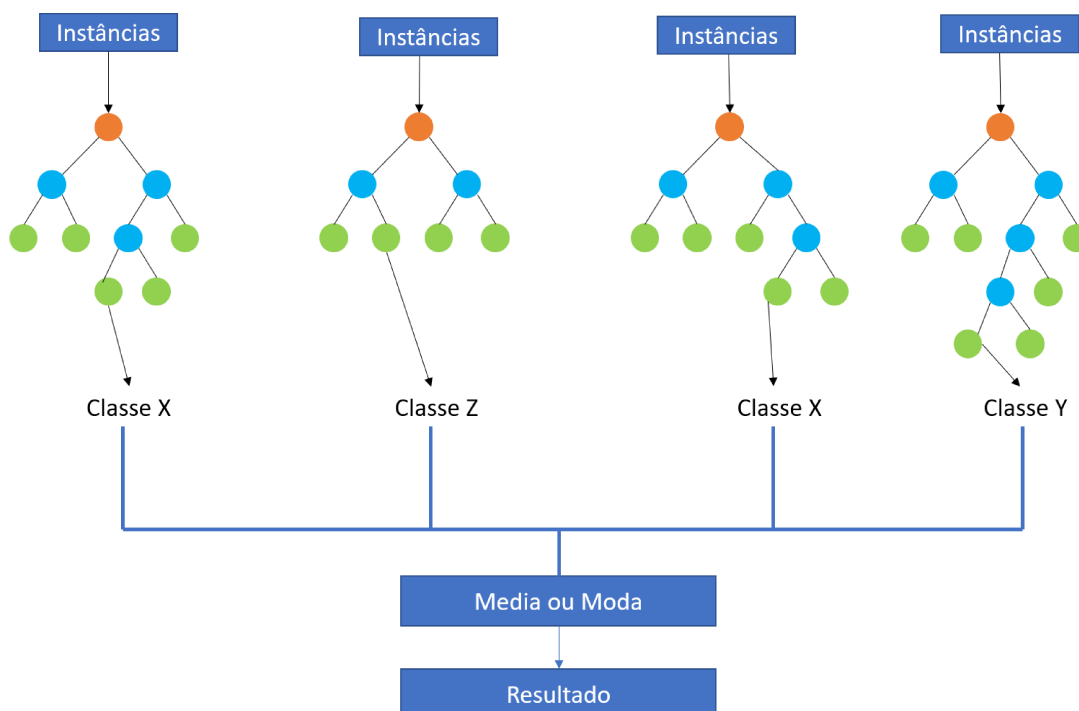 Instâncias
Instâncias
Instâncias
Instâncias
Classe X
Classe Z
Classe X
Classe Y
Media ou Moda
Resultado